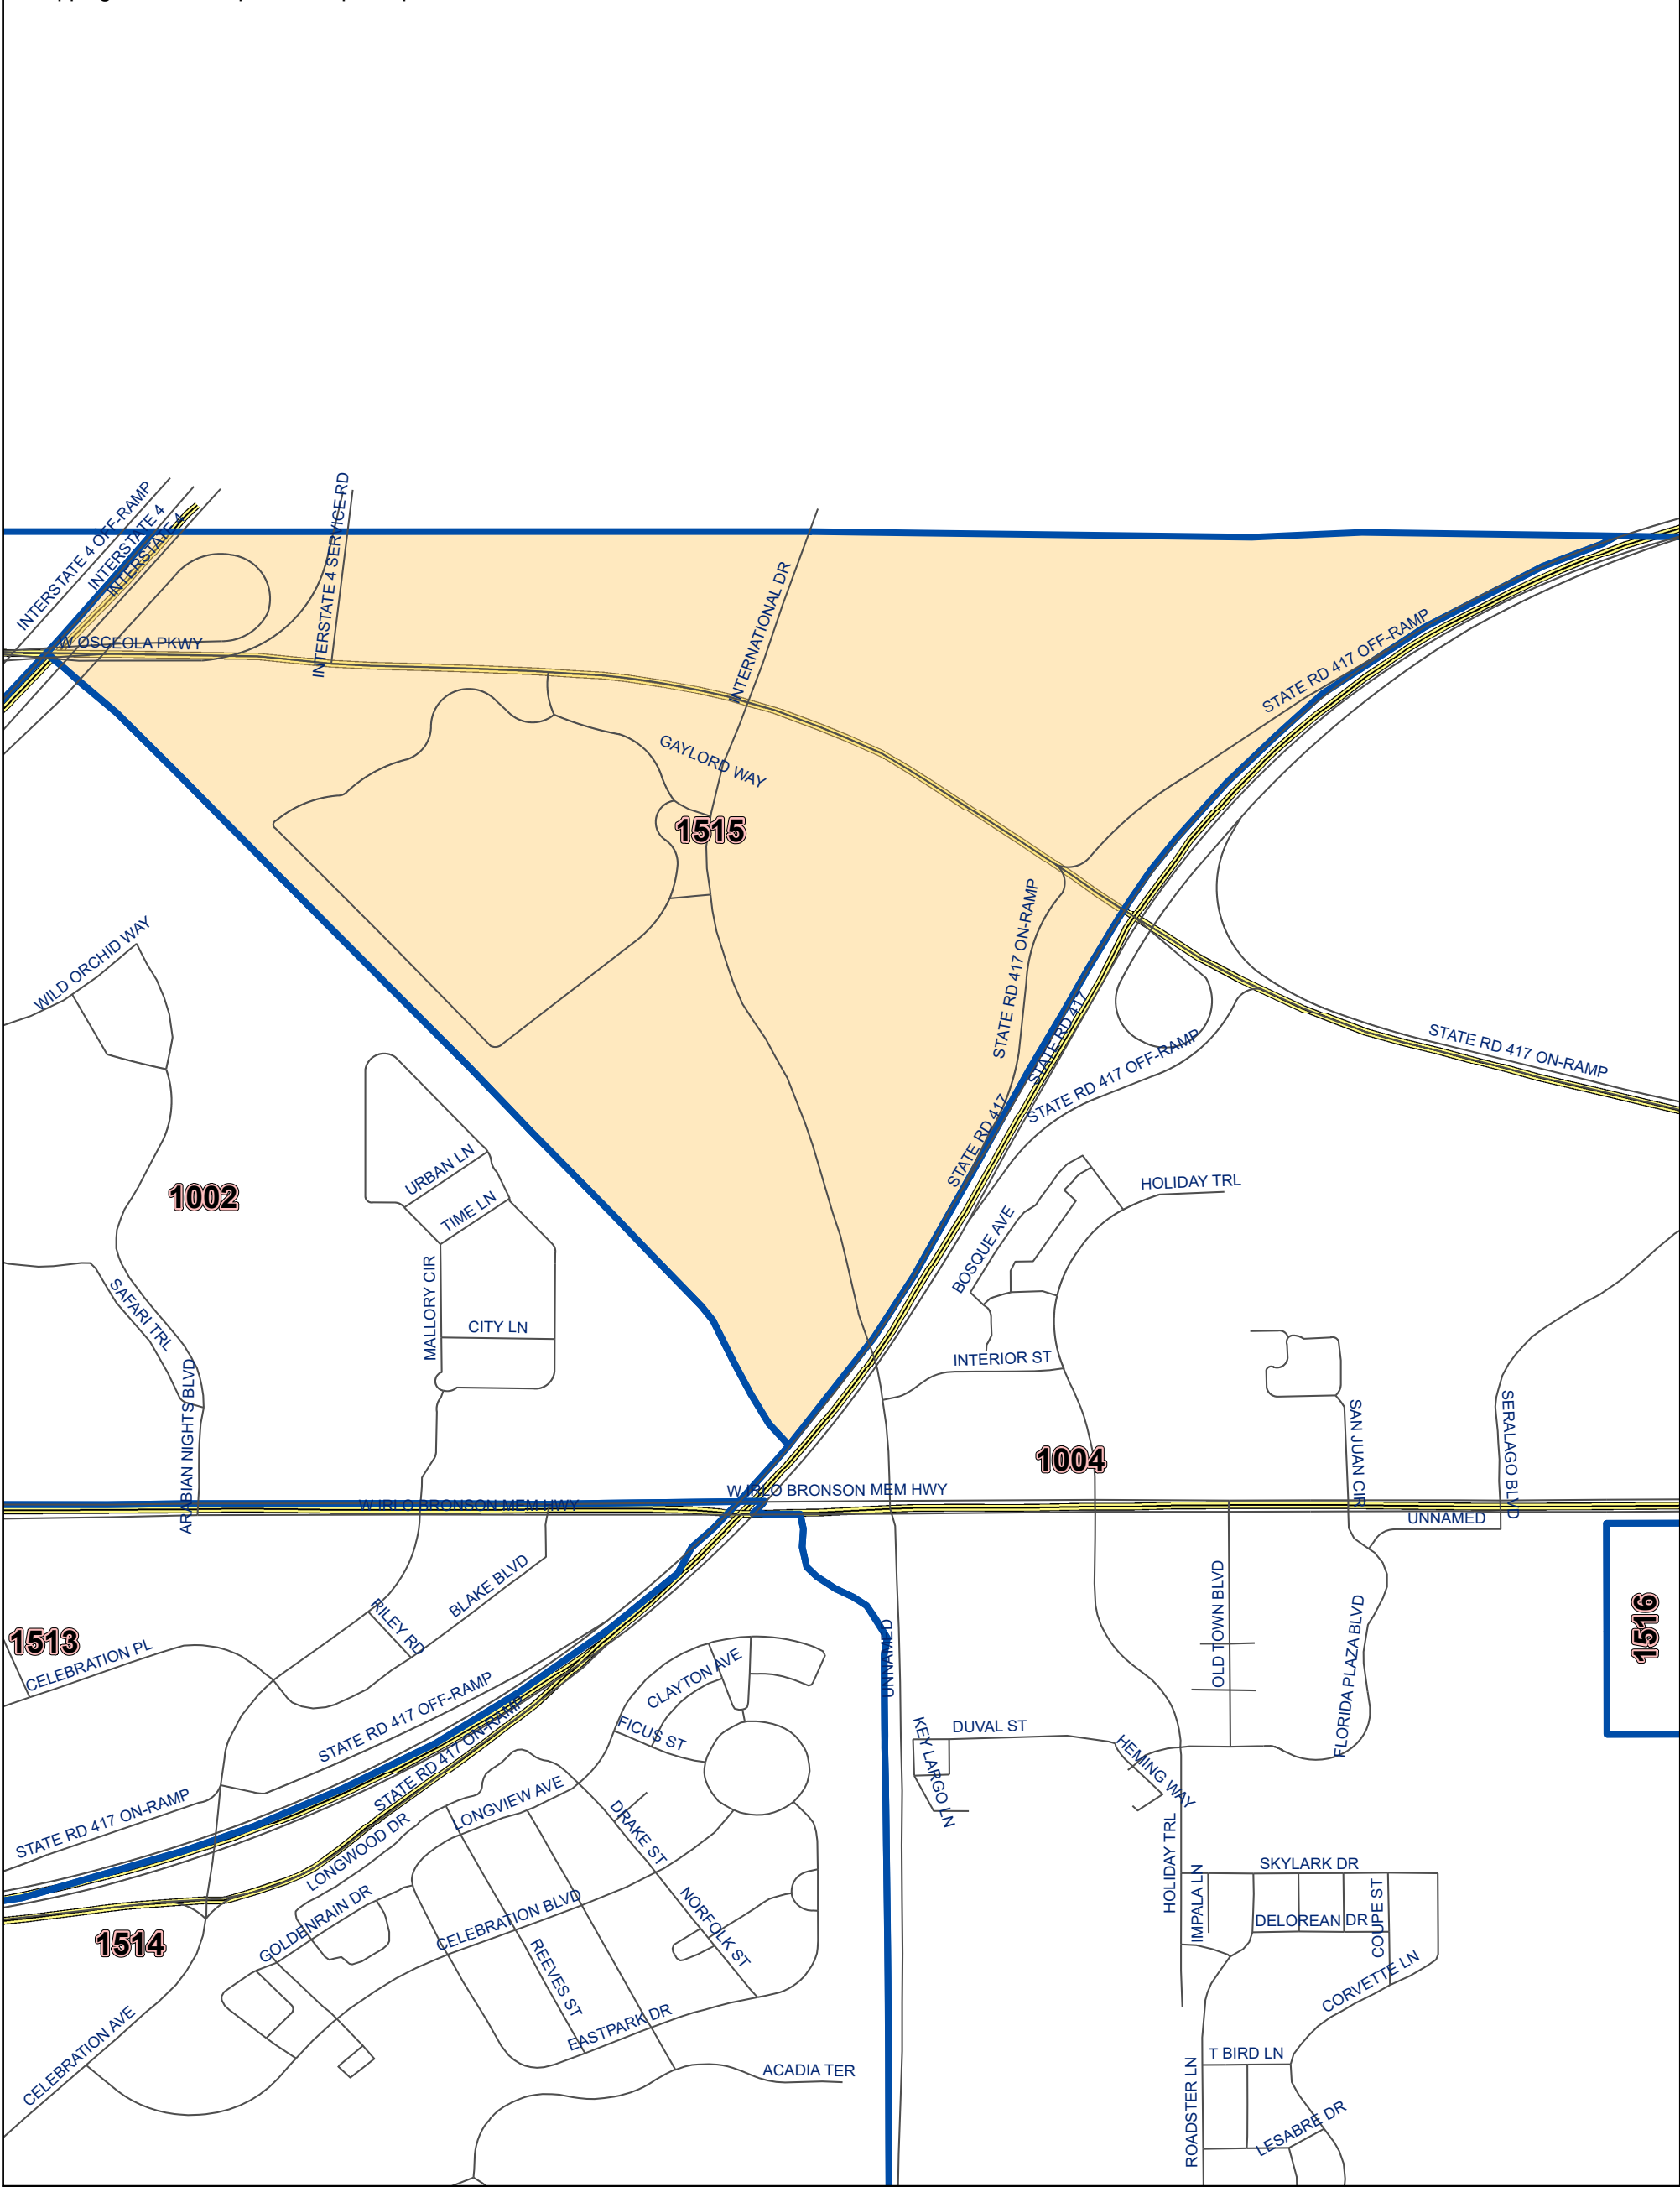 INTERSTATE 4 OFF-RAMP
INTERSTATE 4
INTERSTATE 4
INTERSTATE 4 SERVICE RD
W OSCEOLA PKWY
INTERNATIONAL DR
STATE RD 417 OFF-RAMP
GAYLORD WAY
1515
STATE RD 417 ON-RAMP
WILD ORCHID WAY
STATE RD 417
STATE RD 417 OFF-RAMP
STATE RD 417 ON-RAMP
STATE RD 417
URBAN LN
HOLIDAY TRL
1002
TIME LN
BOSQUE AVE
MALLORY CIR
SAFARI TRL
CITY LN
INTERIOR ST
ARABIAN NIGHTS BLVD
SAN JUAN CIR
SERALAGO BLVD
1004
W IRLO BRONSON MEM HWY
W IRLO BRONSON MEM HWY
UNNAMED
BLAKE BLVD
RILEY RD
OLD TOWN BLVD
FLORIDA PLAZA BLVD
1516
1513
CELEBRATION PL
UNNAMED
CLAYTON AVE
STATE RD 417 OFF-RAMP
FICUS ST
STATE RD 417 ON-RAMP
KEY LARGO LN
DUVAL ST
HEMING WAY
STATE RD 417 ON-RAMP
LONGVIEW AVE
LONGWOOD DR
DRAKE ST
HOLIDAY TRL
SKYLARK DR
IMPALA LN
GOLDENRAIN DR
CELEBRATION BLVD
NORFOLK ST
DELOREAN DR
COUPE ST
1514
REEVES ST
CORVETTE LN
EASTPARK DR
CELEBRATION AVE
T BIRD LN
ACADIA TER
ROADSTER LN
LESABRE DR